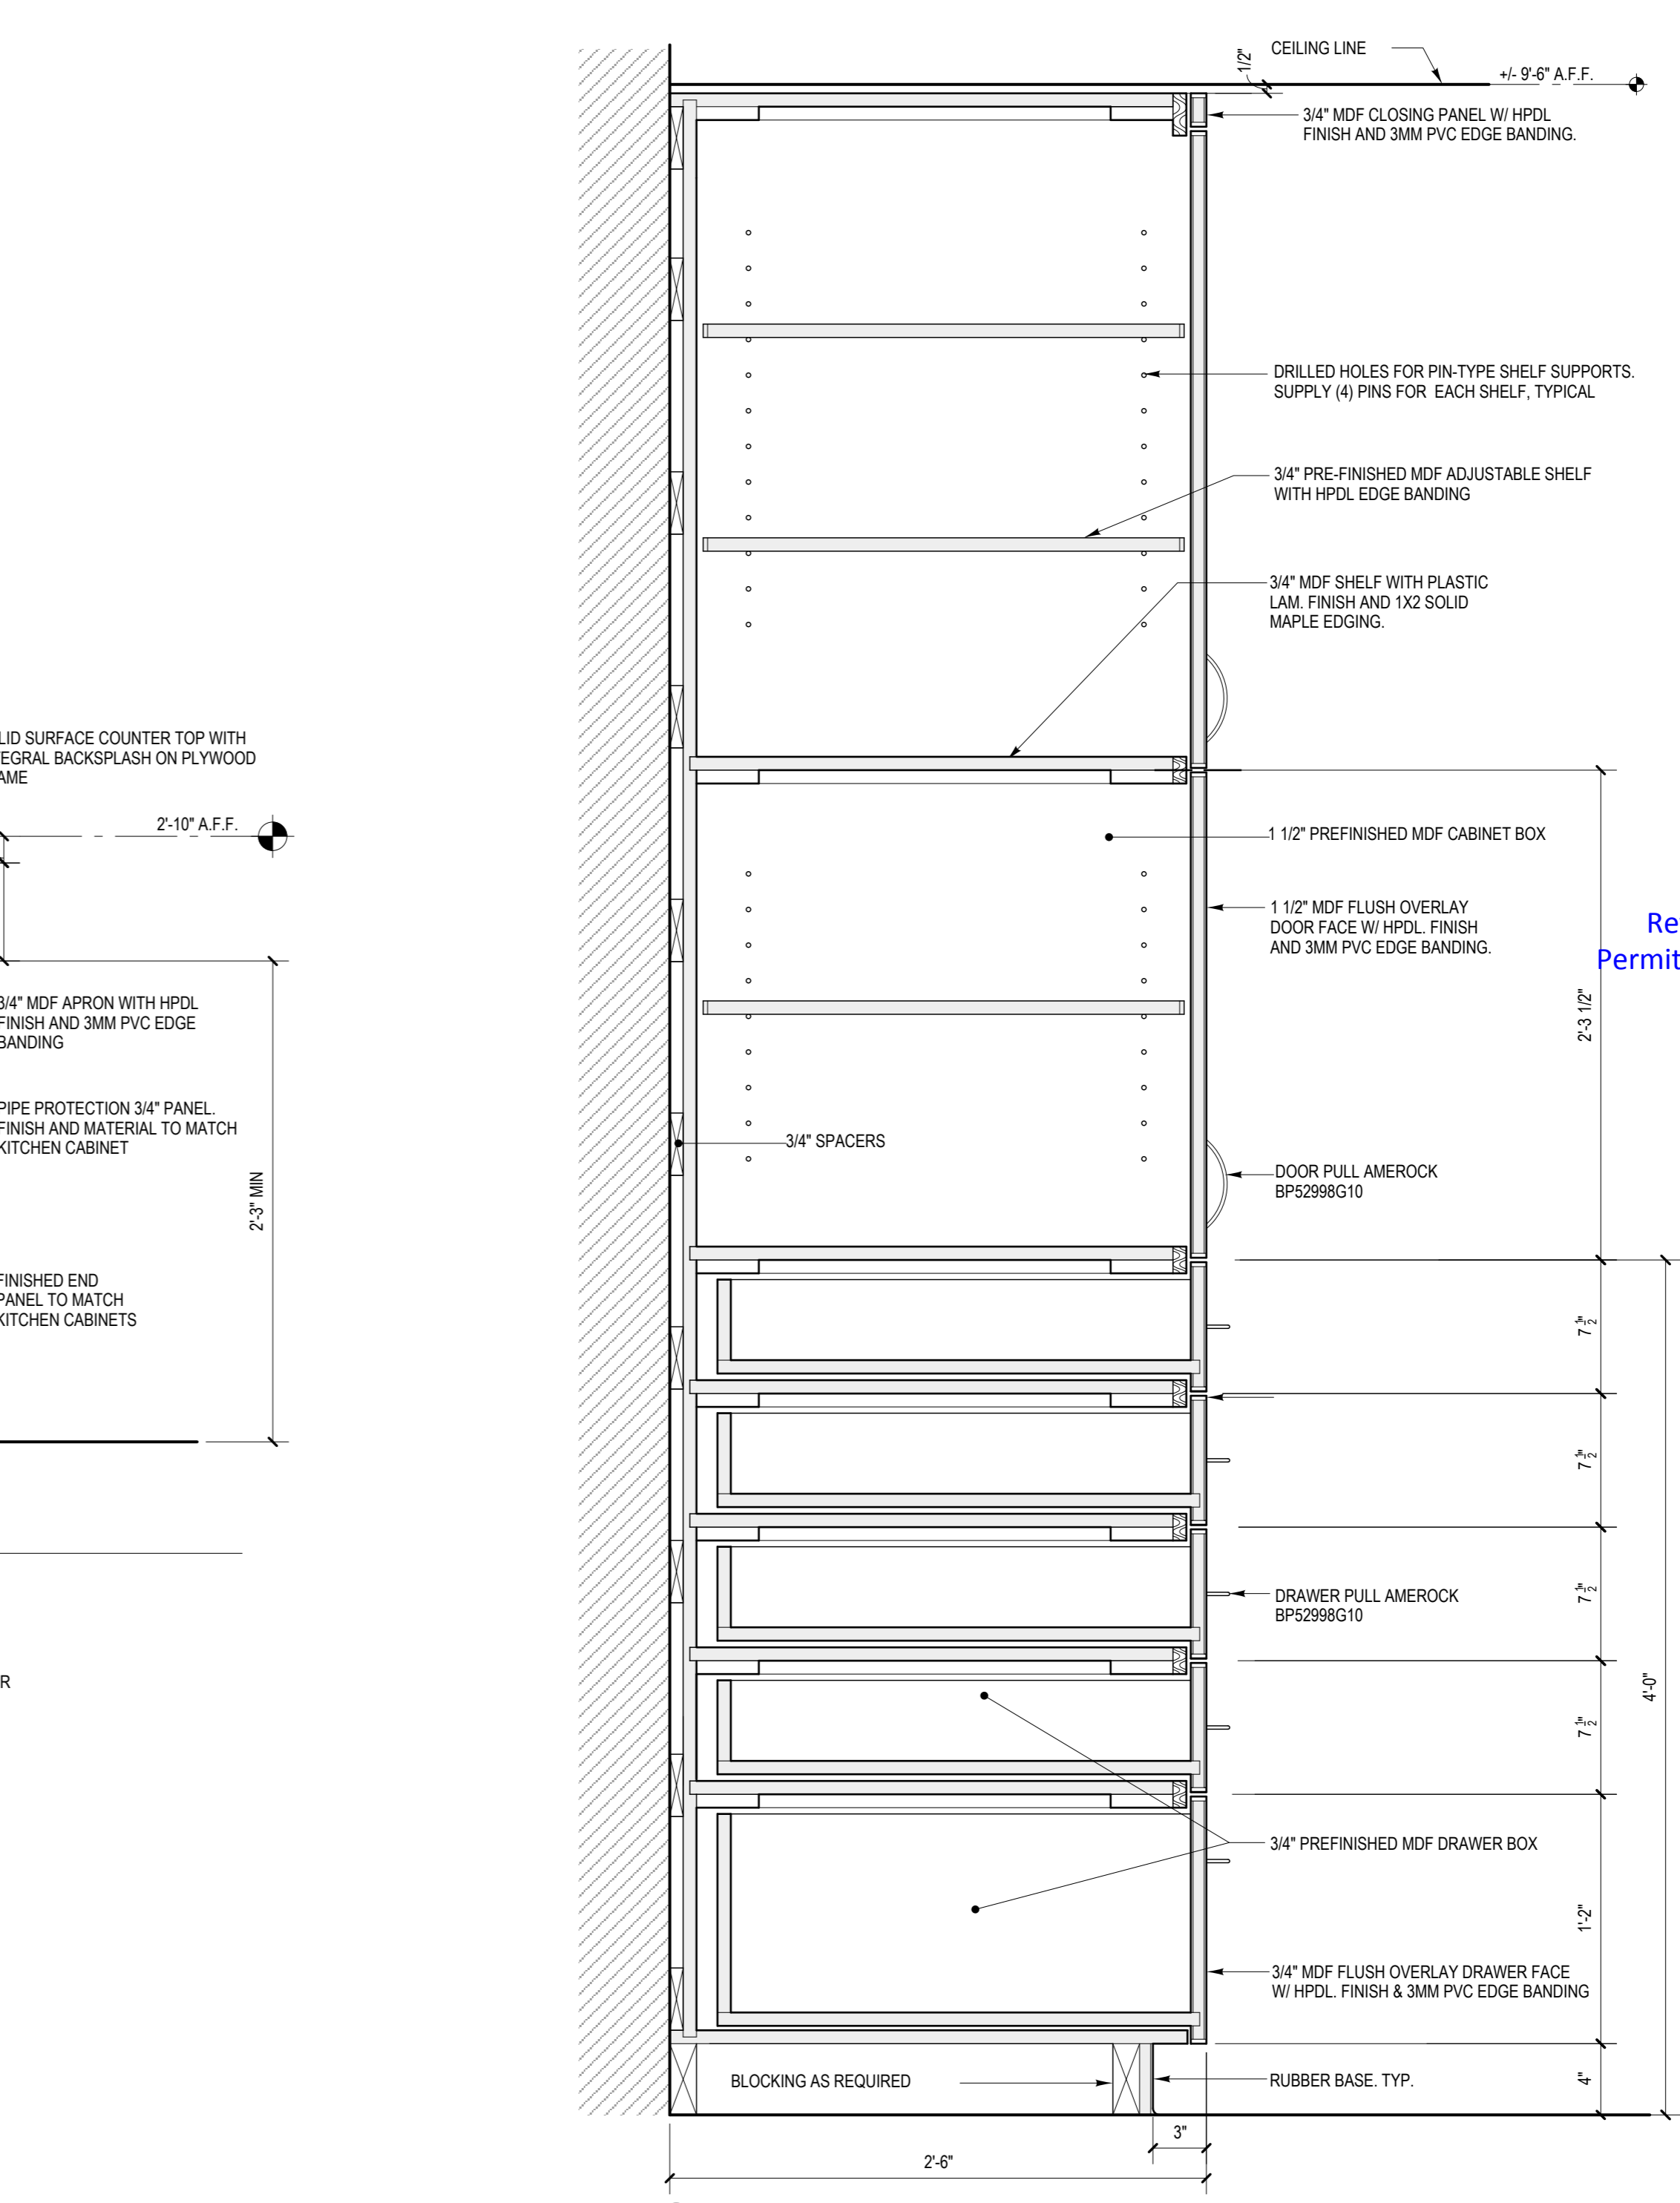 CEILING LINE
1/2"
+/- 9'-6" A.F.F.
3/4" MDF CLOSING PANEL W/ HPDL
FINISH AND 3MM PVC EDGE BANDING.
DRILLED HOLES FOR PIN-TYPE SHELF SUPPORTS.
SUPPLY (4) PINS FOR EACH SHELF, TYPICAL
3/4" PRE-FINISHED MDF ADJUSTABLE SHELF
WITH HPDL EDGE BANDING
3/4" MDF SHELF WITH PLASTIC
LAM. FINISH AND 1X2 SOLID
MAPLE EDGING.
LID SURFACE COUNTER TOP WITH
TEGRAL BACKSPLASH ON PLYWOOD
AME
2'-10" A.F.F.
1 1/2" PREFINISHED MDF CABINET BOX
1 1/2" MDF FLUSH OVERLAY
DOOR FACE W/ HPDL. FINISH
AND 3MM PVC EDGE BANDING.
Re
Permit
2'-3 1/2"
3/4" MDF APRON WITH HPDL
FINISH AND 3MM PVC EDGE
BANDING
PIPE PROTECTION 3/4" PANEL.
FINISH AND MATERIAL TO MATCH
KITCHEN CABINET
2'-3" MIN
3/4" SPACERS
DOOR PULL AMEROCK
BP52998G10
FINISHED END
PANEL TO MATCH
KITCHEN CABINETS
7 1/2"
7 1/2"
DRAWER PULL AMEROCK
BP52998G10
7 1/2"
R
7 1/2"
4'-0"
3/4" PREFINISHED MDF DRAWER BOX
1'-2"
3/4" MDF FLUSH OVERLAY DRAWER FACE
W/ HPDL. FINISH & 3MM PVC EDGE BANDING
BLOCKING AS REQUIRED
RUBBER BASE. TYP.
4"
3"
2'-6"